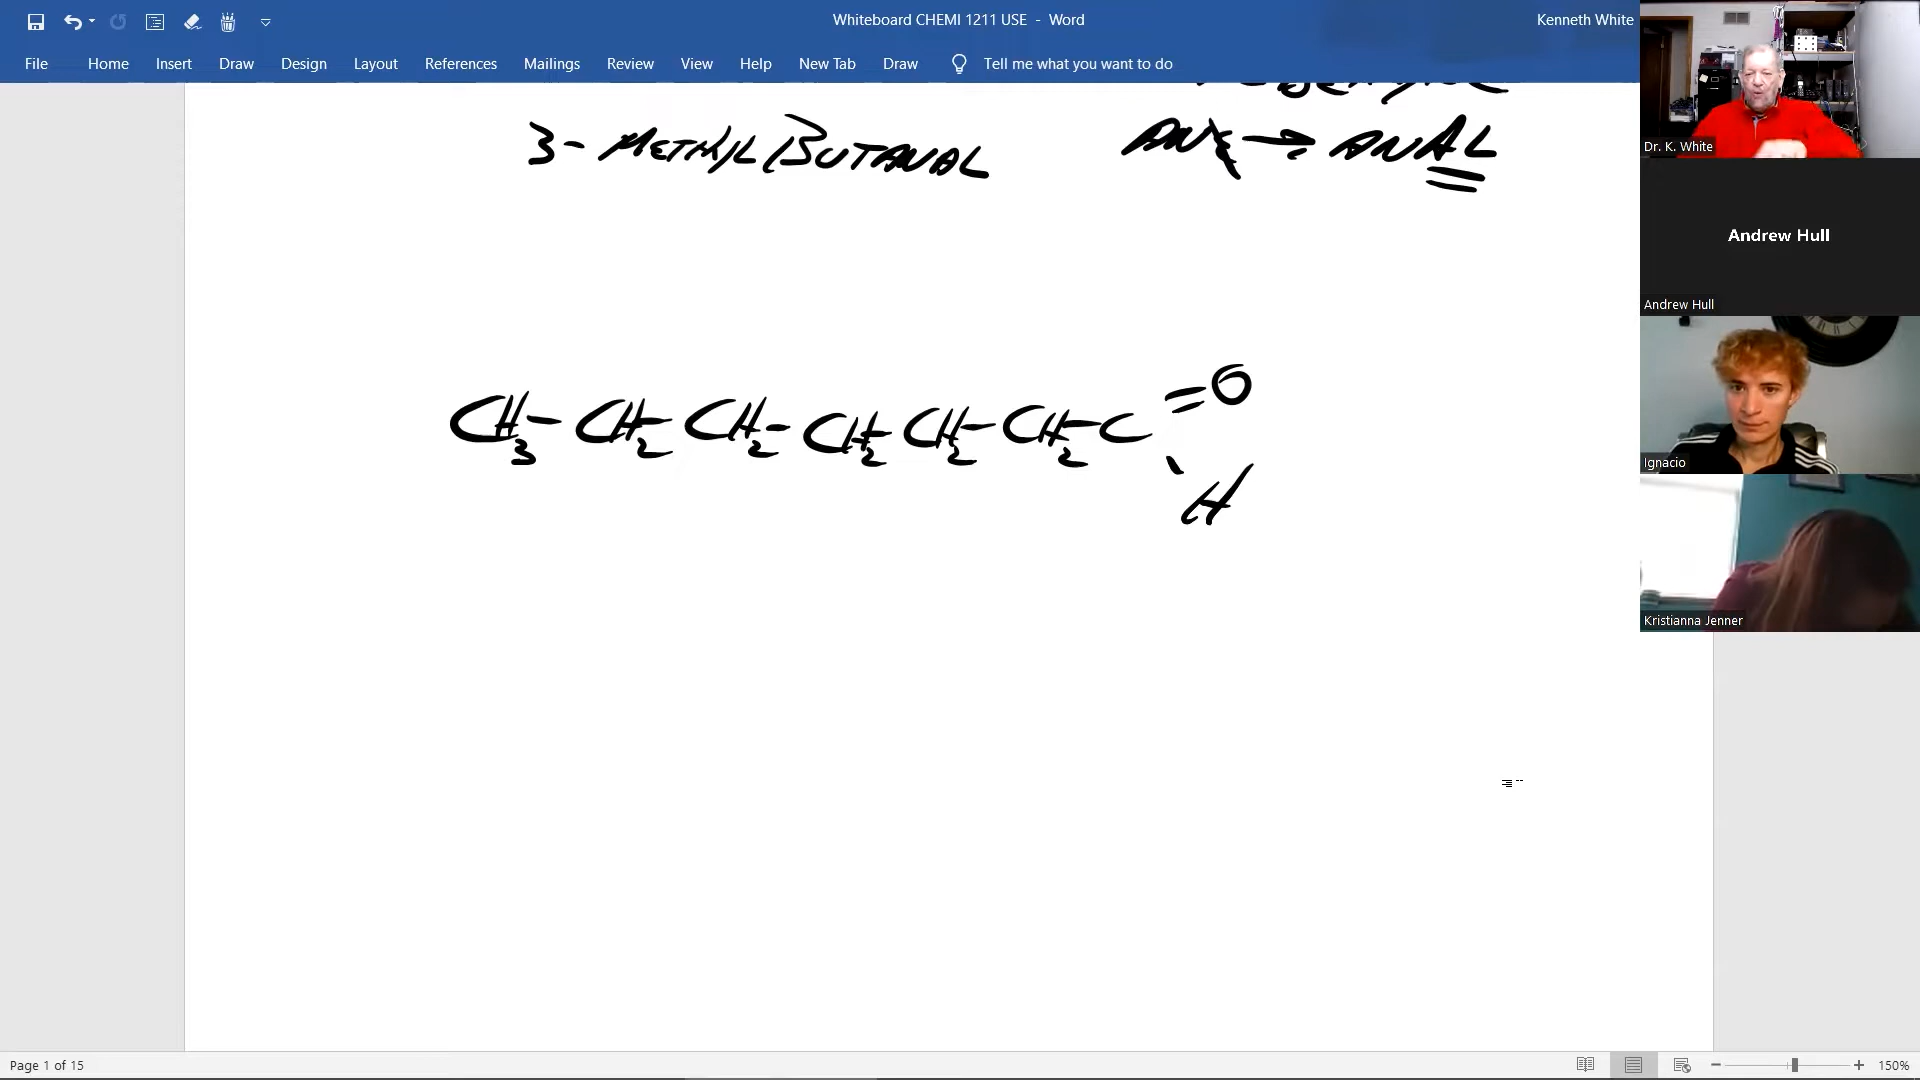 Whiteboard CHEMI 1211 USE - Word
Kenneth White
File Home Insert Draw Design Layout References Mailings Review View Help New Tab Draw Tell me what you want to do
3- METHYL BUTANAL
ANE → ANAL
CH3-CH2-CH2-CH2-CH2-CH2-C
=O
H
Dr. K. White
Andrew Hull
Andrew Hull
Ignacio
Kristianna Jenner
Page 1 of 15
150%